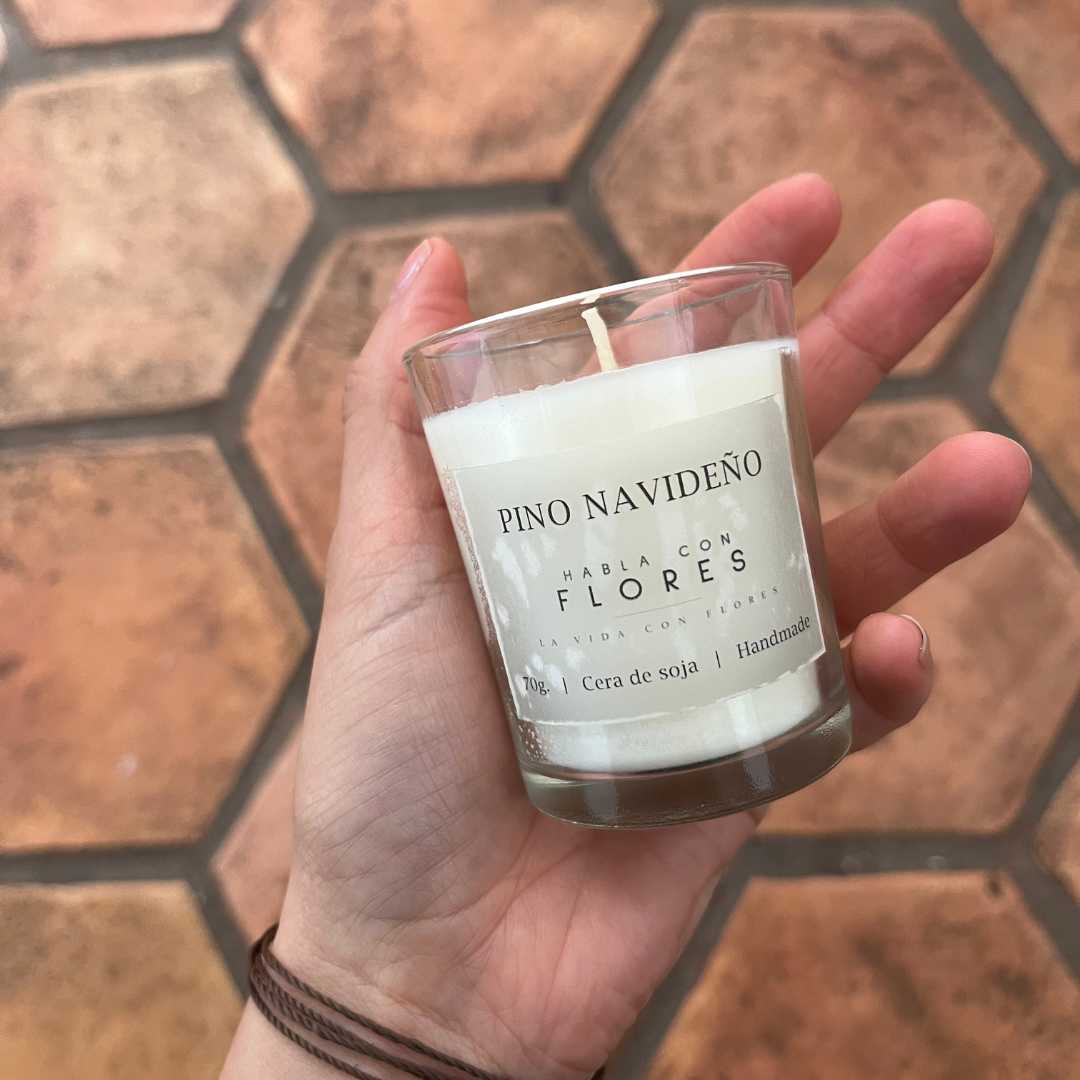 PINO NAVIDEÑO
HABLA CON
FLORES
LA VIDA CON FLORES
70g. | Cera de soja | Handmade